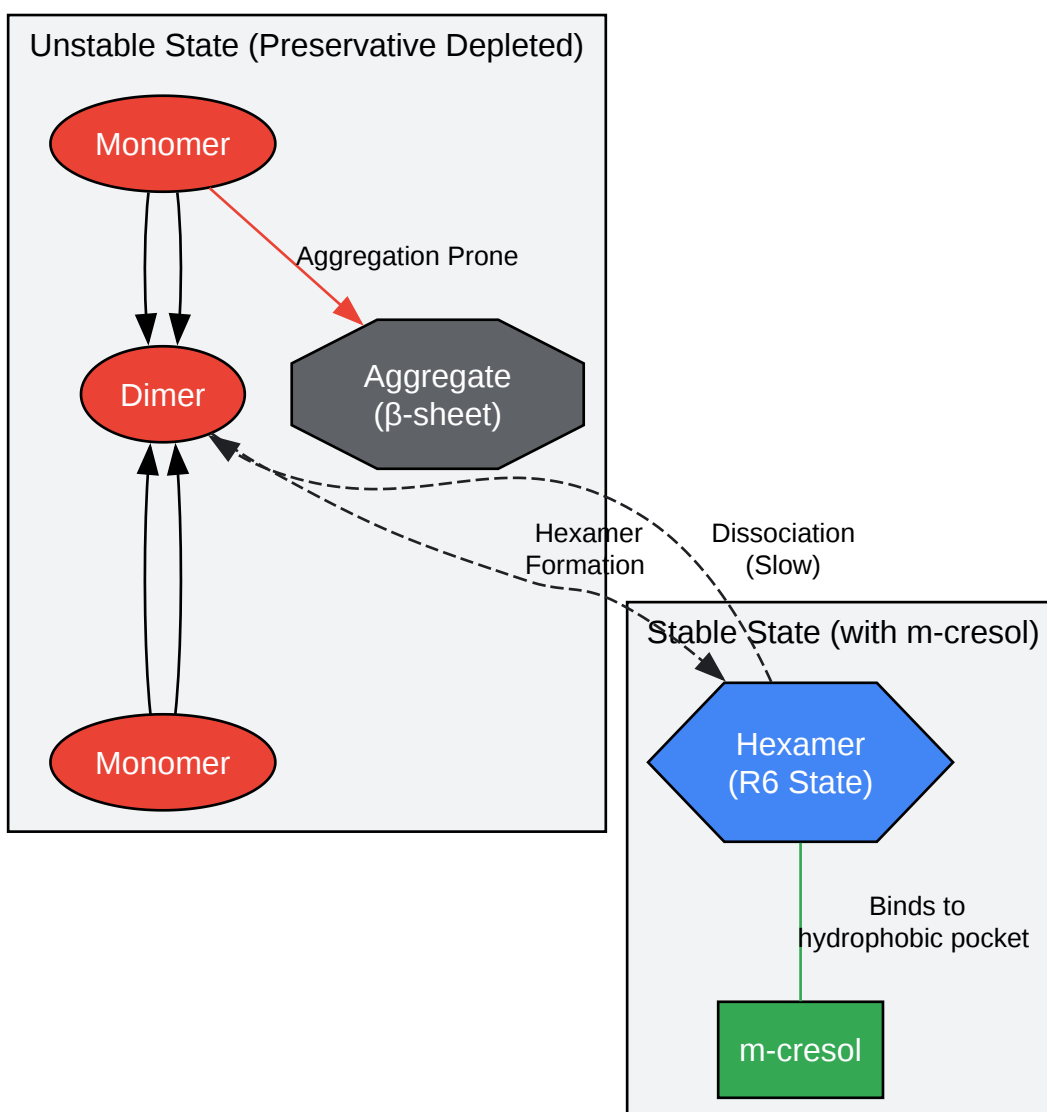 Unstable State (Preservative Depleted)
Monomer
Aggregation Prone
Dimer
Aggregate
(β-sheet)
Hexamer
Formation
Dissociation
(Slow)
Stable State (with m-cresol)
Monomer
Hexamer
(R6 State)
Binds to
hydrophobic pocket
m-cresol